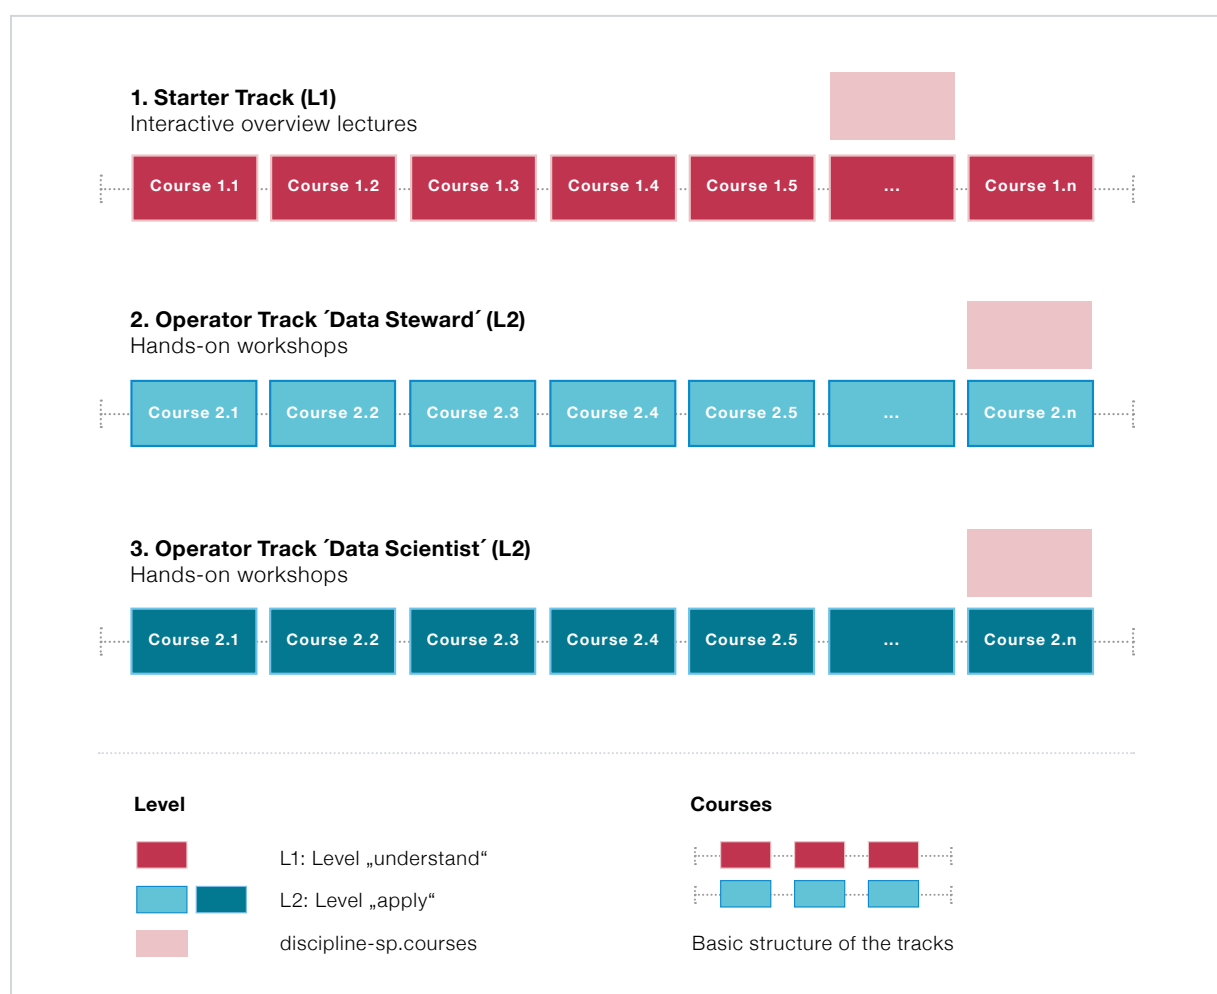 1. Starter Track (L1)
Interactive overview lectures
Course 1.1 Course 1.2 Course 1.3 Course 1.4 Course 1.5 ... Course 1.n
2. Operator Track ´Data Steward´ (L2)
Hands-on workshops
Course 2.1 Course 2.2 Course 2.3 Course 2.4 Course 2.5 ... Course 2.n
3. Operator Track ´Data Scientist´ (L2)
Hands-on workshops
Course 2.1 Course 2.2 Course 2.3 Course 2.4 Course 2.5 ... Course 2.n
Level
L1: Level „understand“
L2: Level „apply“
discipline-sp.courses
Courses
Basic structure of the tracks